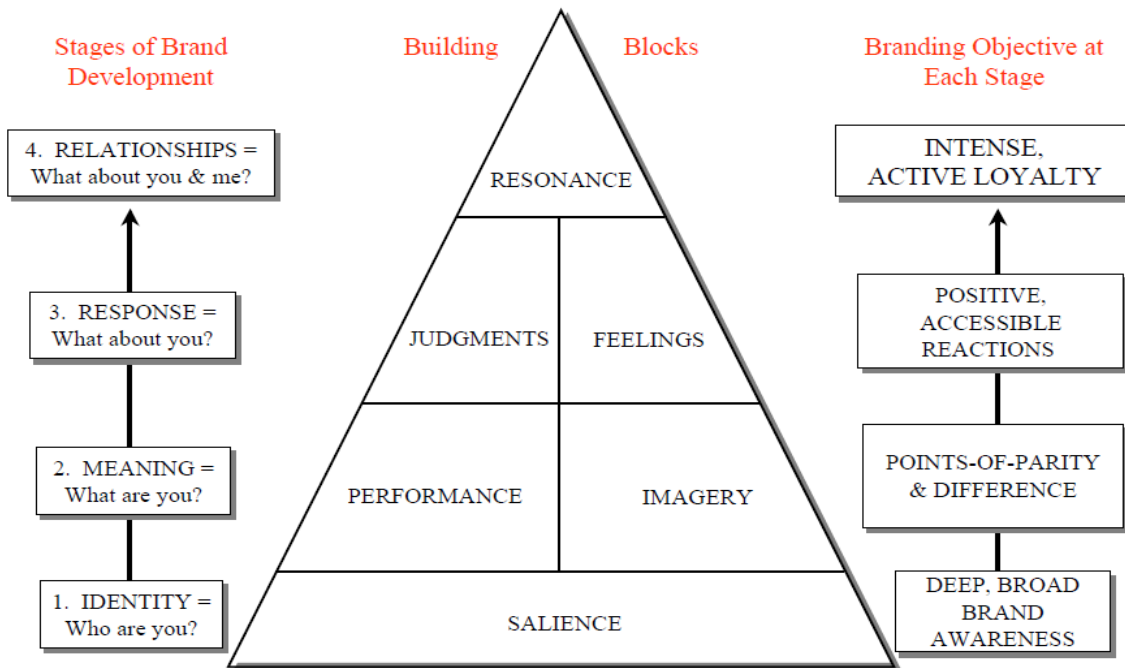 Stages of Brand
Development
Building Blocks
Branding Objective at
Each Stage
4. RELATIONSHIPS =
What about you & me?
3. RESPONSE =
What about you?
2. MEANING =
What are you?
1. IDENTITY =
Who are you?
RESONANCE
JUDGMENTS
FEELINGS
PERFORMANCE
IMAGERY
SALIENCE
INTENSE,
ACTIVE LOYALTY
POSITIVE,
ACCESSIBLE
REACTIONS
POINTS-OF-PARITY
& DIFFERENCE
DEEP, BROAD
BRAND
AWARENESS